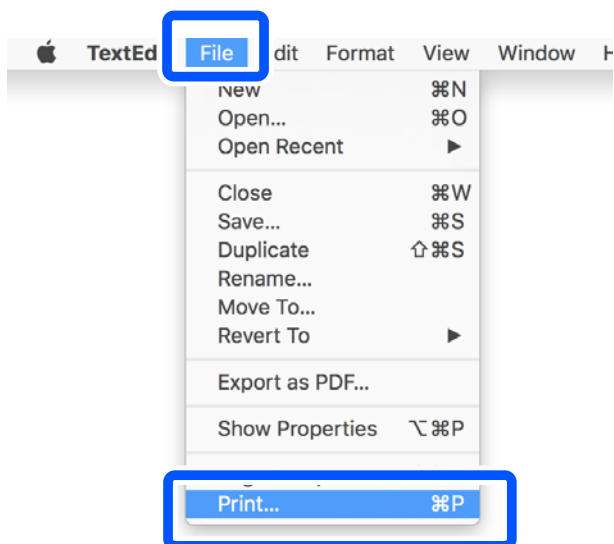 TextEd File dit Format View Window H
New ⌘N
Open... ⌘O
Open Recent ▶
Close ⌘W
Save... ⌘S
Duplicate ⇧⌘S
Rename...
Move To...
Revert To ▶
Export as PDF...
Show Properties ⌥⌘P
Print... ⌘P